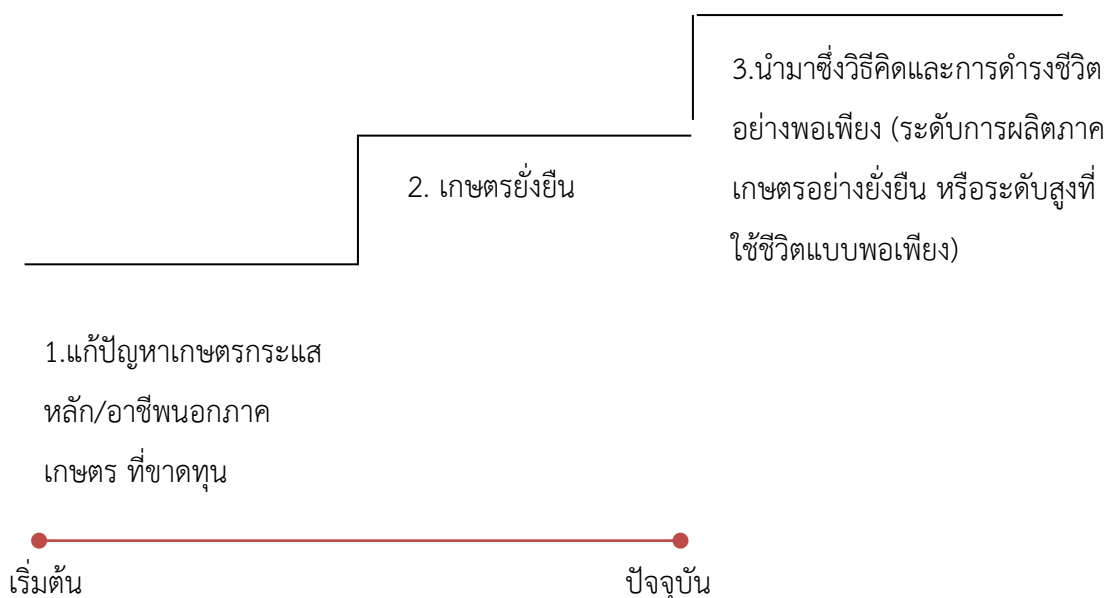 3.นำมาซึ่งวิธีคิดและการดำรงชีวิต
อย่างพอเพียง (ระดับการผลิตภาค
เกษตรอย่างยั่งยืน หรือระดับสูงที่
ใช้ชีวิตแบบพอเพียง)
2. เกษตรยั่งยืน
1.แก้ปัญหาเกษตรกระแส
หลัก/อาชีพนอกภาค
เกษตร ที่ขาดทุน
เริ่มต้น
ปัจจุบัน